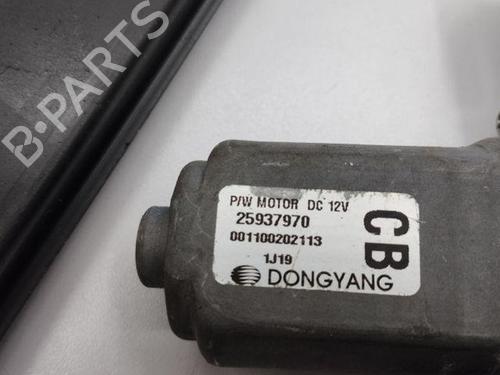 B-PARTS
P/W MOTOR DC 12V
25937970
001100202113
1J19
DONGYANG
CB